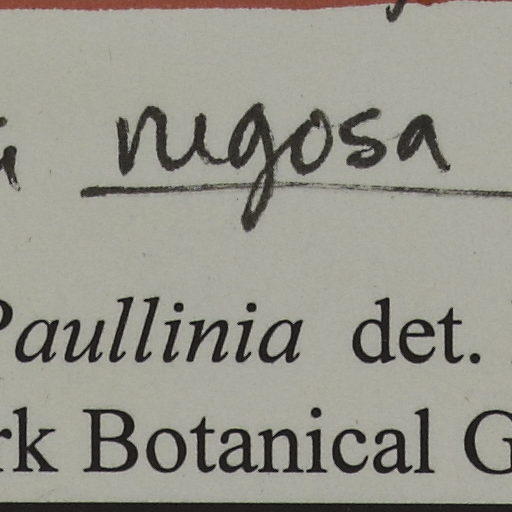 rugosa
Paullinia det.
rk Botanical G